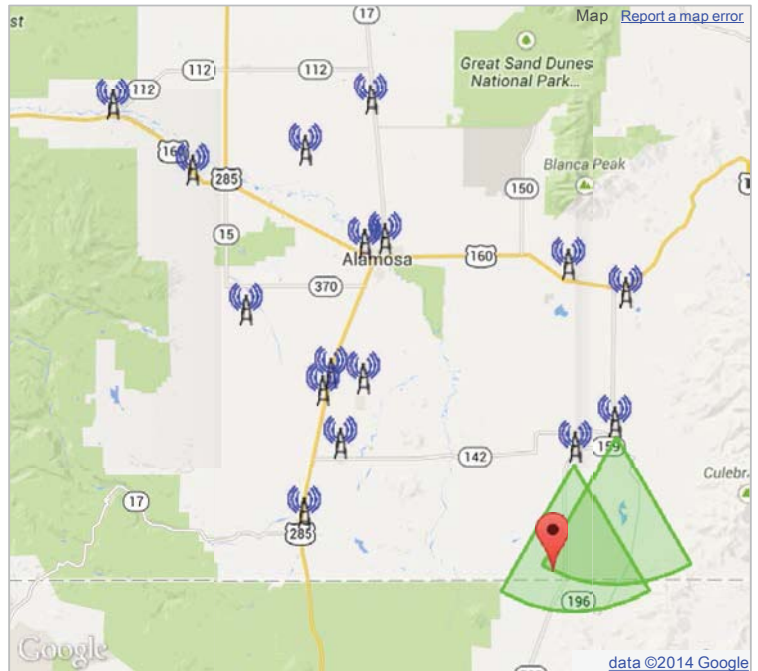 st
17
Map Report a map error
Great Sand Dunes
National Park...
112
112
112
160
285
Blanca Peak
150
15
Alamosa
160
370
142
159
Culebr
17
285
196
Google
data ©2014 Google